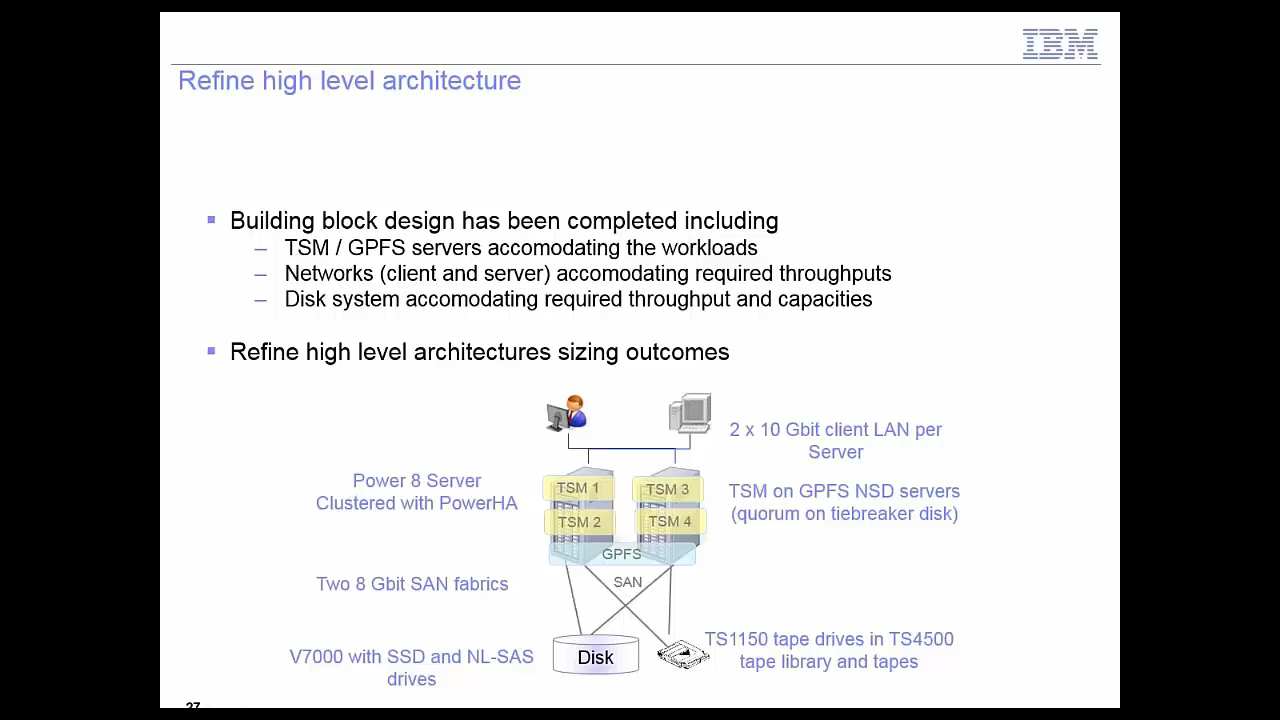 IBM
Refine high level architecture
Building block design has been completed including
– TSM / GPFS servers accomodating the workloads
– Networks (client and server) accomodating required throughputs
– Disk system accomodating required throughput and capacities
Refine high level architectures sizing outcomes
2 x 10 Gbit client LAN per
Server
Power 8 Server
Clustered with PowerHA
TSM 1
TSM 2
TSM 3
TSM 4
TSM on GPFS NSD servers
(quorum on tiebreaker disk)
GPFS
Two 8 Gbit SAN fabrics
SAN
V7000 with SSD and NL-SAS
drives
Disk
TS1150 tape drives in TS4500
tape library and tapes
27